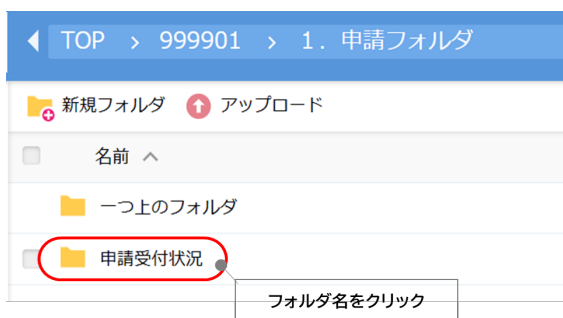 TOP > 999901 > 1．申請フォルダ
新規フォルダ アップロード
名前
一つ上のフォルダ
申請受付状況
フォルダ名をクリック